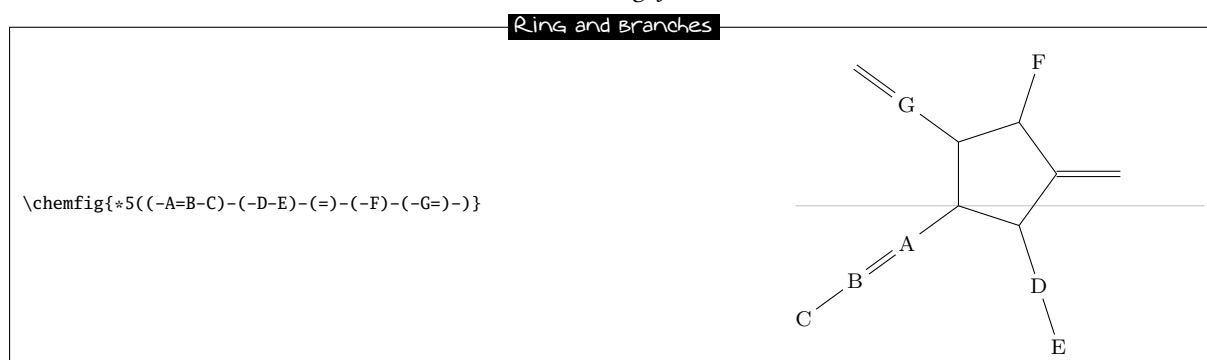 Ring and Branches
\chemfig{*5((-A=B-C)-(-D-E)-(=)-(-F)-(-G=)-)}
F
G
A
B
C
D
E